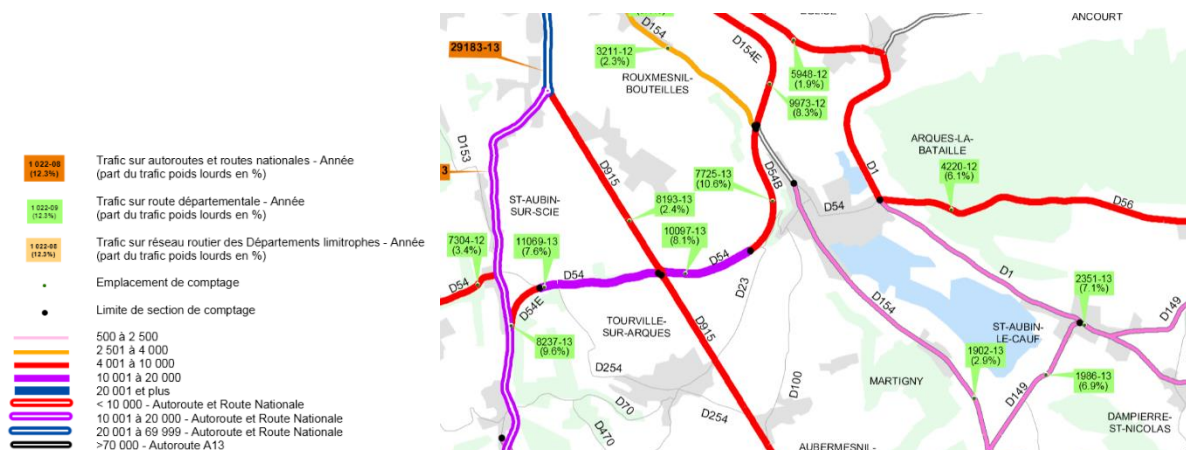 1 022-08
(12.3%)
Trafic sur autoroutes et routes nationales - Année
(part du trafic poids lourds en %)
1 022-09
(12.3%)
Trafic sur route départementale - Année
(part du trafic poids lourds en %)
1 022-08
(12.3%)
Trafic sur réseau routier des Départements limitrophes - Année
(part du trafic poids lourds en %)
Emplacement de comptage
Limite de section de comptage
500 à 2 500
2 501 à 4 000
4 001 à 10 000
10 001 à 20 000
20 001 et plus
< 10 000 - Autoroute et Route Nationale
10 001 à 20 000 - Autoroute et Route Nationale
20 001 à 69 999 - Autoroute et Route Nationale
>70 000 - Autoroute A13
ANCOURT
D154
29183-13
3211-12
(2.3%)
D154E
5948-12
(1.9%)
ROUXMESNIL-
BOUTEILLES
9973-12
(8.3%)
D153
3
D915
ARQUES-LA-
BATAILLE
D1
4220-12
(6.1%)
7725-13
(10.6%)
D54B
ST-AUBIN
SUR-SCIE
8193-13
(2.4%)
D54
D56
7304-12
(3.4%)
11069-13
(7.6%)
10097-13
(8.1%)
D54
D54
D54
D54E
D23
D1
2351-13
(7.1%)
D149
TOURVILLE-
SUR-ARQUES
D915
D154
ST-AUBIN-
LE-CAUF
8237-13
(9.6%)
D254
1902-13
(2.9%)
1986-13
(6.9%)
D100
MARTIGNY
D149
D70
D254
D470
DAMPIERRE-
ST-NICOLAS
AUBERMESNIL-